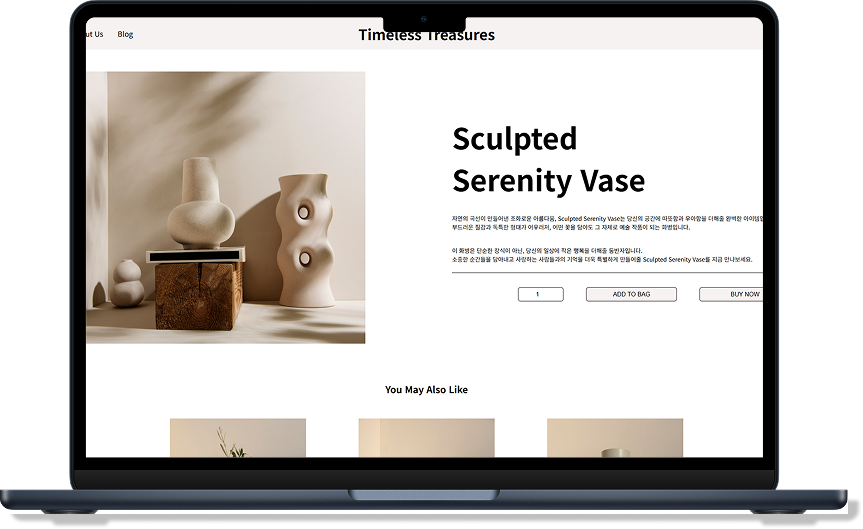 ut Us Blog
Timeless Treasures
Sculpted
Serenity Vase
자연의 곡선이 만들어낸 조화로운 아름다움, Sculpted Serenity Vase는 당신의 공간에 따뜻함과 우아함을 더해줄 완벽한 아이템입
부드러운 질감과 독특한 형태가 어우러져, 어떤 꽃을 담아도 그 자체로 예술 작품이 되는 화병입니다.
이 화병은 단순한 장식이 아닌, 당신의 일상에 작은 행복을 더해줄 동반자입니다.
소중한 순간들을 담아내고 사랑하는 사람들과의 기억을 더욱 특별하게 만들어줄 Sculpted Serenity Vase를 지금 만나보세요.
1 ADD TO BAG BUY NOW
You May Also Like